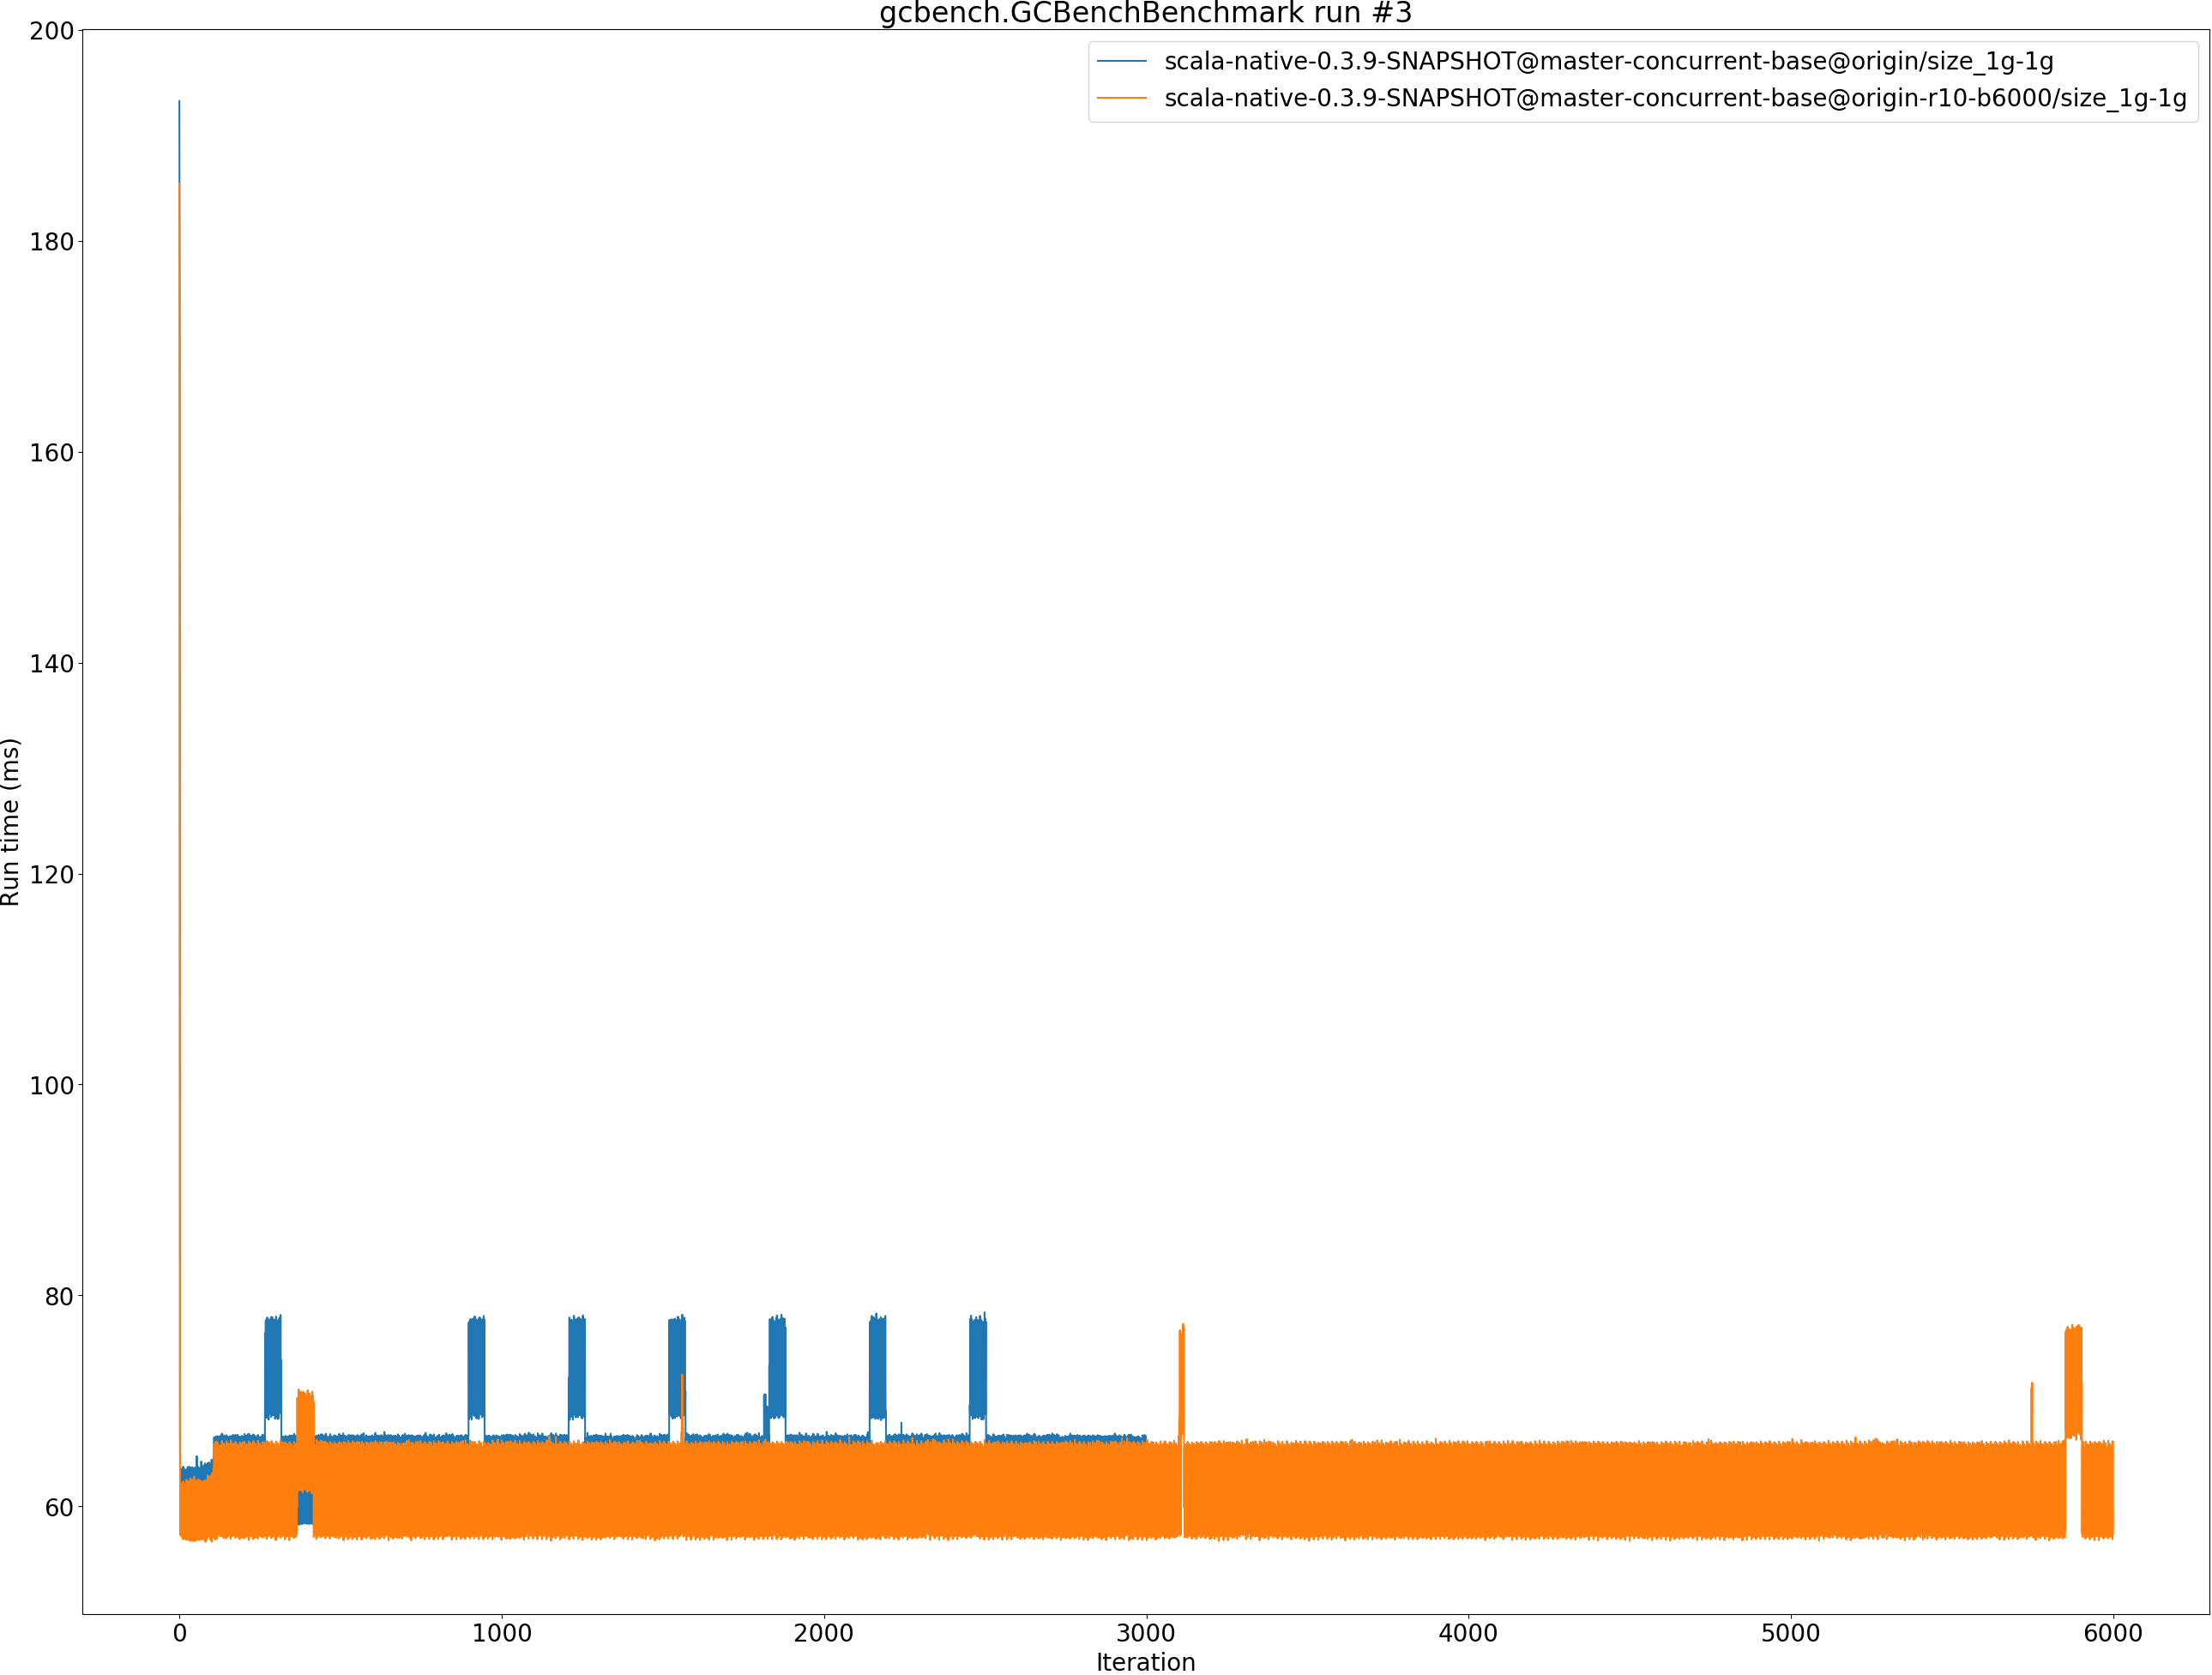 gcbench.GCBenchBenchmark run #3
scala-native-0.3.9-SNAPSHOT@master-concurrent-base@origin/size_1g-1g
scala-native-0.3.9-SNAPSHOT@master-concurrent-base@origin-r10-b6000/size_1g-1g
200
180
160
140
120
100
80
60
Run time (ms)
0 1000 2000 3000 4000 5000 6000
Iteration